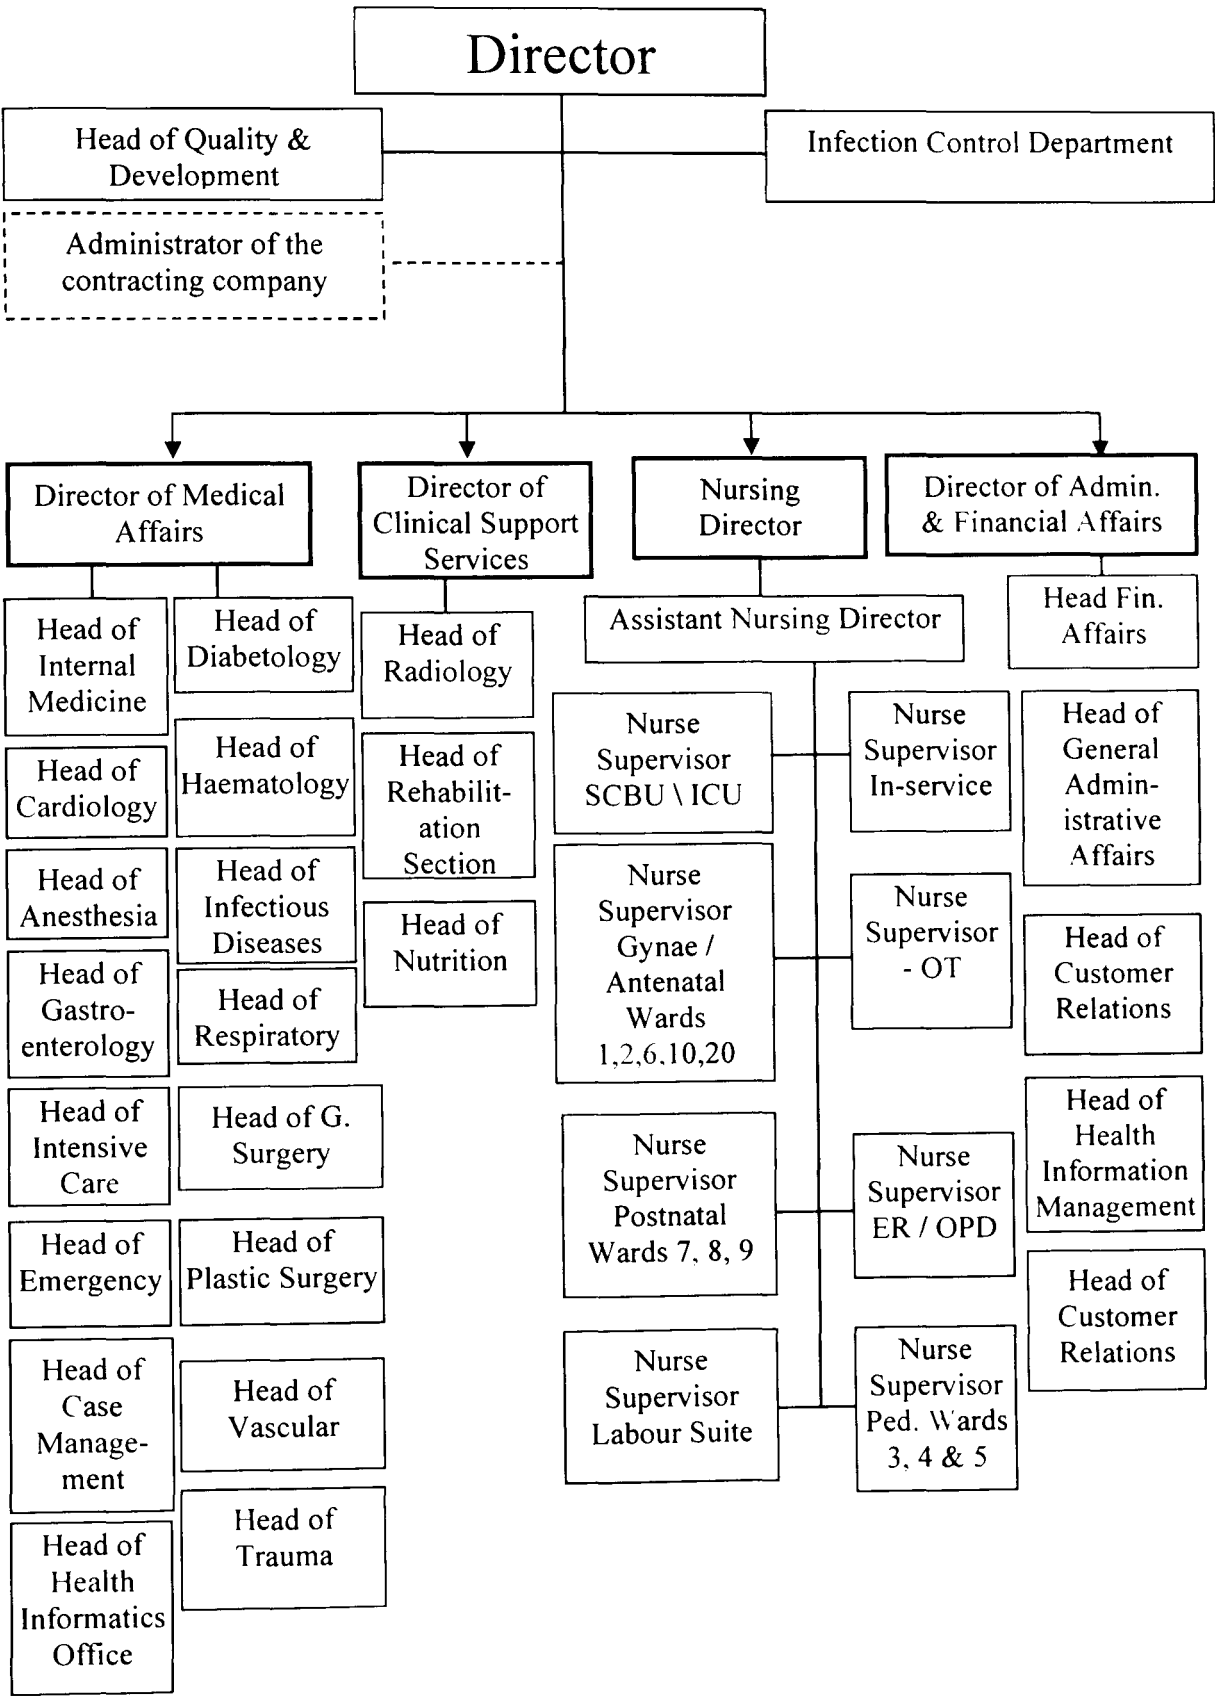 Director
Head of Quality &
Development
Infection Control Department
Administrator of the
contracting company
Director of Medical
Affairs
Director of
Clinical Support
Services
Nursing
Director
Director of Admin.
& Financial Affairs
Head of
Internal
Medicine
Head of
Cardiology
Head of
Anesthesia
Head of
Gastro-
enterology
Head of
Intensive
Care
Head of
Emergency
Head of
Case
Manage-
ment
Head of
Health
Informatics
Office
Head of
Diabetology
Head of
Haematology
Head of
Infectious
Diseases
Head of
Respiratory
Head of G.
Surgery
Head of
Plastic Surgery
Head of
Vascular
Head of
Trauma
Head of
Radiology
Head of
Rehabilit-
ation
Section
Head of
Nutrition
Assistant Nursing Director
Nurse
Supervisor
SCBU \ ICU
Nurse
Supervisor
Gynae /
Antenatal
Wards
1,2,6,10,20
Nurse
Supervisor
Postnatal
Wards 7, 8, 9
Nurse
Supervisor
Labour Suite
Nurse
Supervisor
In-service
Nurse
Supervisor
- OT
Nurse
Supervisor
ER / OPD
Nurse
Supervisor
Ped. Wards
3, 4 & 5
Head Fin.
Affairs
Head of
General
Admin-
istrative
Affairs
Head of
Customer
Relations
Head of
Health
Information
Management
Head of
Customer
Relations